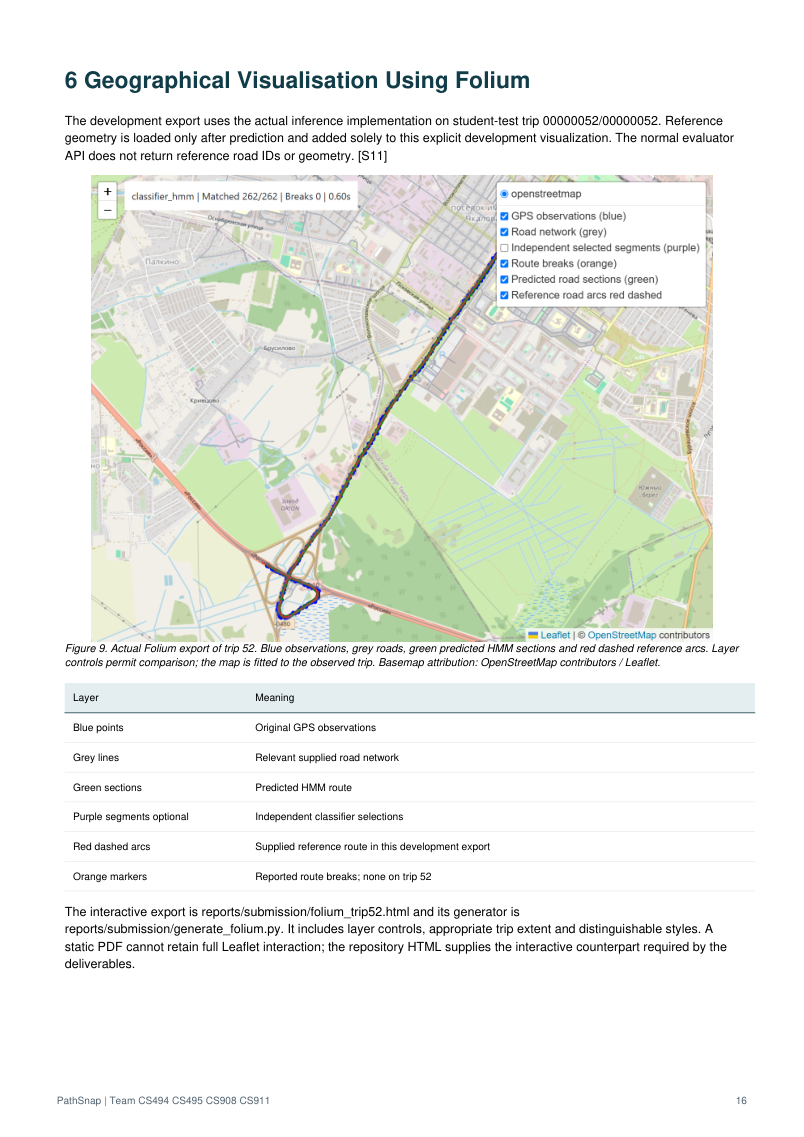 6 Geographical Visualisation Using Folium
The development export uses the actual inference implementation on student-test trip 00000052/00000052. Reference
geometry is loaded only after prediction and added solely to this explicit development visualization. The normal evaluator
API does not return reference road IDs or geometry. [S11]
+
−
classifier_hmm | Matched 262/262 | Breaks 0 | 0.60s
openstreetmap
GPS observations (blue)
Road network (grey)
Independent selected segments (purple)
Route breaks (orange)
Predicted road sections (green)
Reference road arcs red dashed
Палкино
Брусилово
Кривцово
Завод
ORION
Южный
берег
«Россия»
«Россия»
«Россия»
Leaflet | © OpenStreetMap contributors
Figure 9. Actual Folium export of trip 52. Blue observations, grey roads, green predicted HMM sections and red dashed reference arcs. Layer
controls permit comparison; the map is fitted to the observed trip. Basemap attribution: OpenStreetMap contributors / Leaflet.
Layer Meaning
Blue points Original GPS observations
Grey lines Relevant supplied road network
Green sections Predicted HMM route
Purple segments optional Independent classifier selections
Red dashed arcs Supplied reference route in this development export
Orange markers Reported route breaks; none on trip 52
The interactive export is reports/submission/folium_trip52.html and its generator is
reports/submission/generate_folium.py. It includes layer controls, appropriate trip extent and distinguishable styles. A
static PDF cannot retain full Leaflet interaction; the repository HTML supplies the interactive counterpart required by the
deliverables.
PathSnap | Team CS494 CS495 CS908 CS911 16